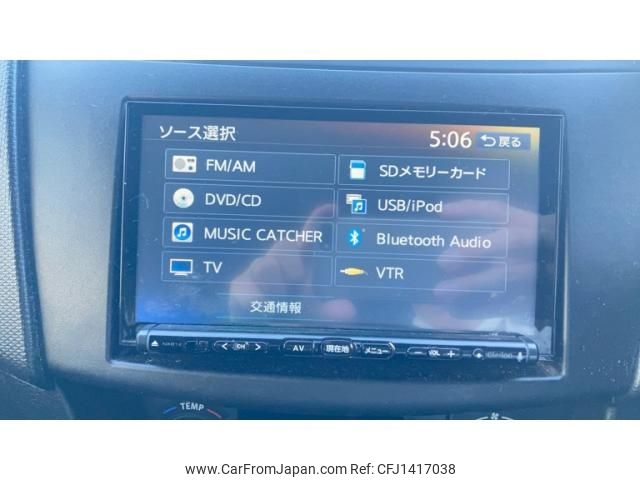 ソース選択 5:06 戻る
FM/AM SDメモリーカード
DVD/CD USB/iPod
MUSIC CATCHER Bluetooth Audio
TV VTR
交通情報
CH AV 現在地 メニュー − VOL + Clarion
TEMP
www.CarFromJapan.com - CFJ1417038